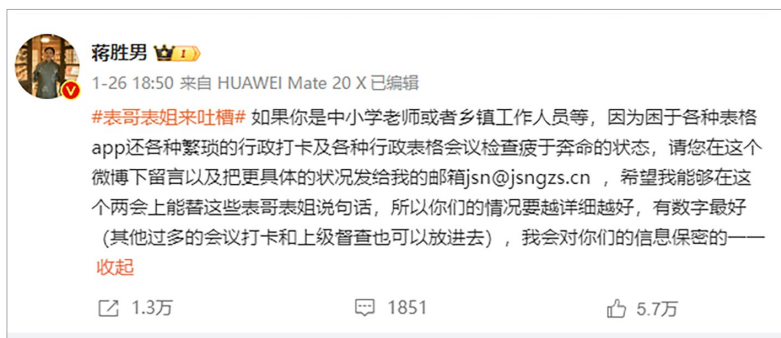 蒋胜男
1-26 18:50 来自 HUAWEI Mate 20 X 已编辑
#表哥表姐来吐槽# 如果你是中小学老师或者乡镇工作人员等，因为困于各种表格
app还各种繁琐的行政打卡及各种行政表格会议检查疲于奔命的状态，请您在这个
微博下留言以及把更具体的状况发给我的邮箱jsn@jsngzs.cn ，希望我能够在这
个两会上能替这些表哥表姐说句话，所以你们的情况要越详细越好，有数字最好
（其他过多的会议打卡和上级督查也可以放进去），我会对你们的信息保密的一一
收起
1.3万 1851 5.7万